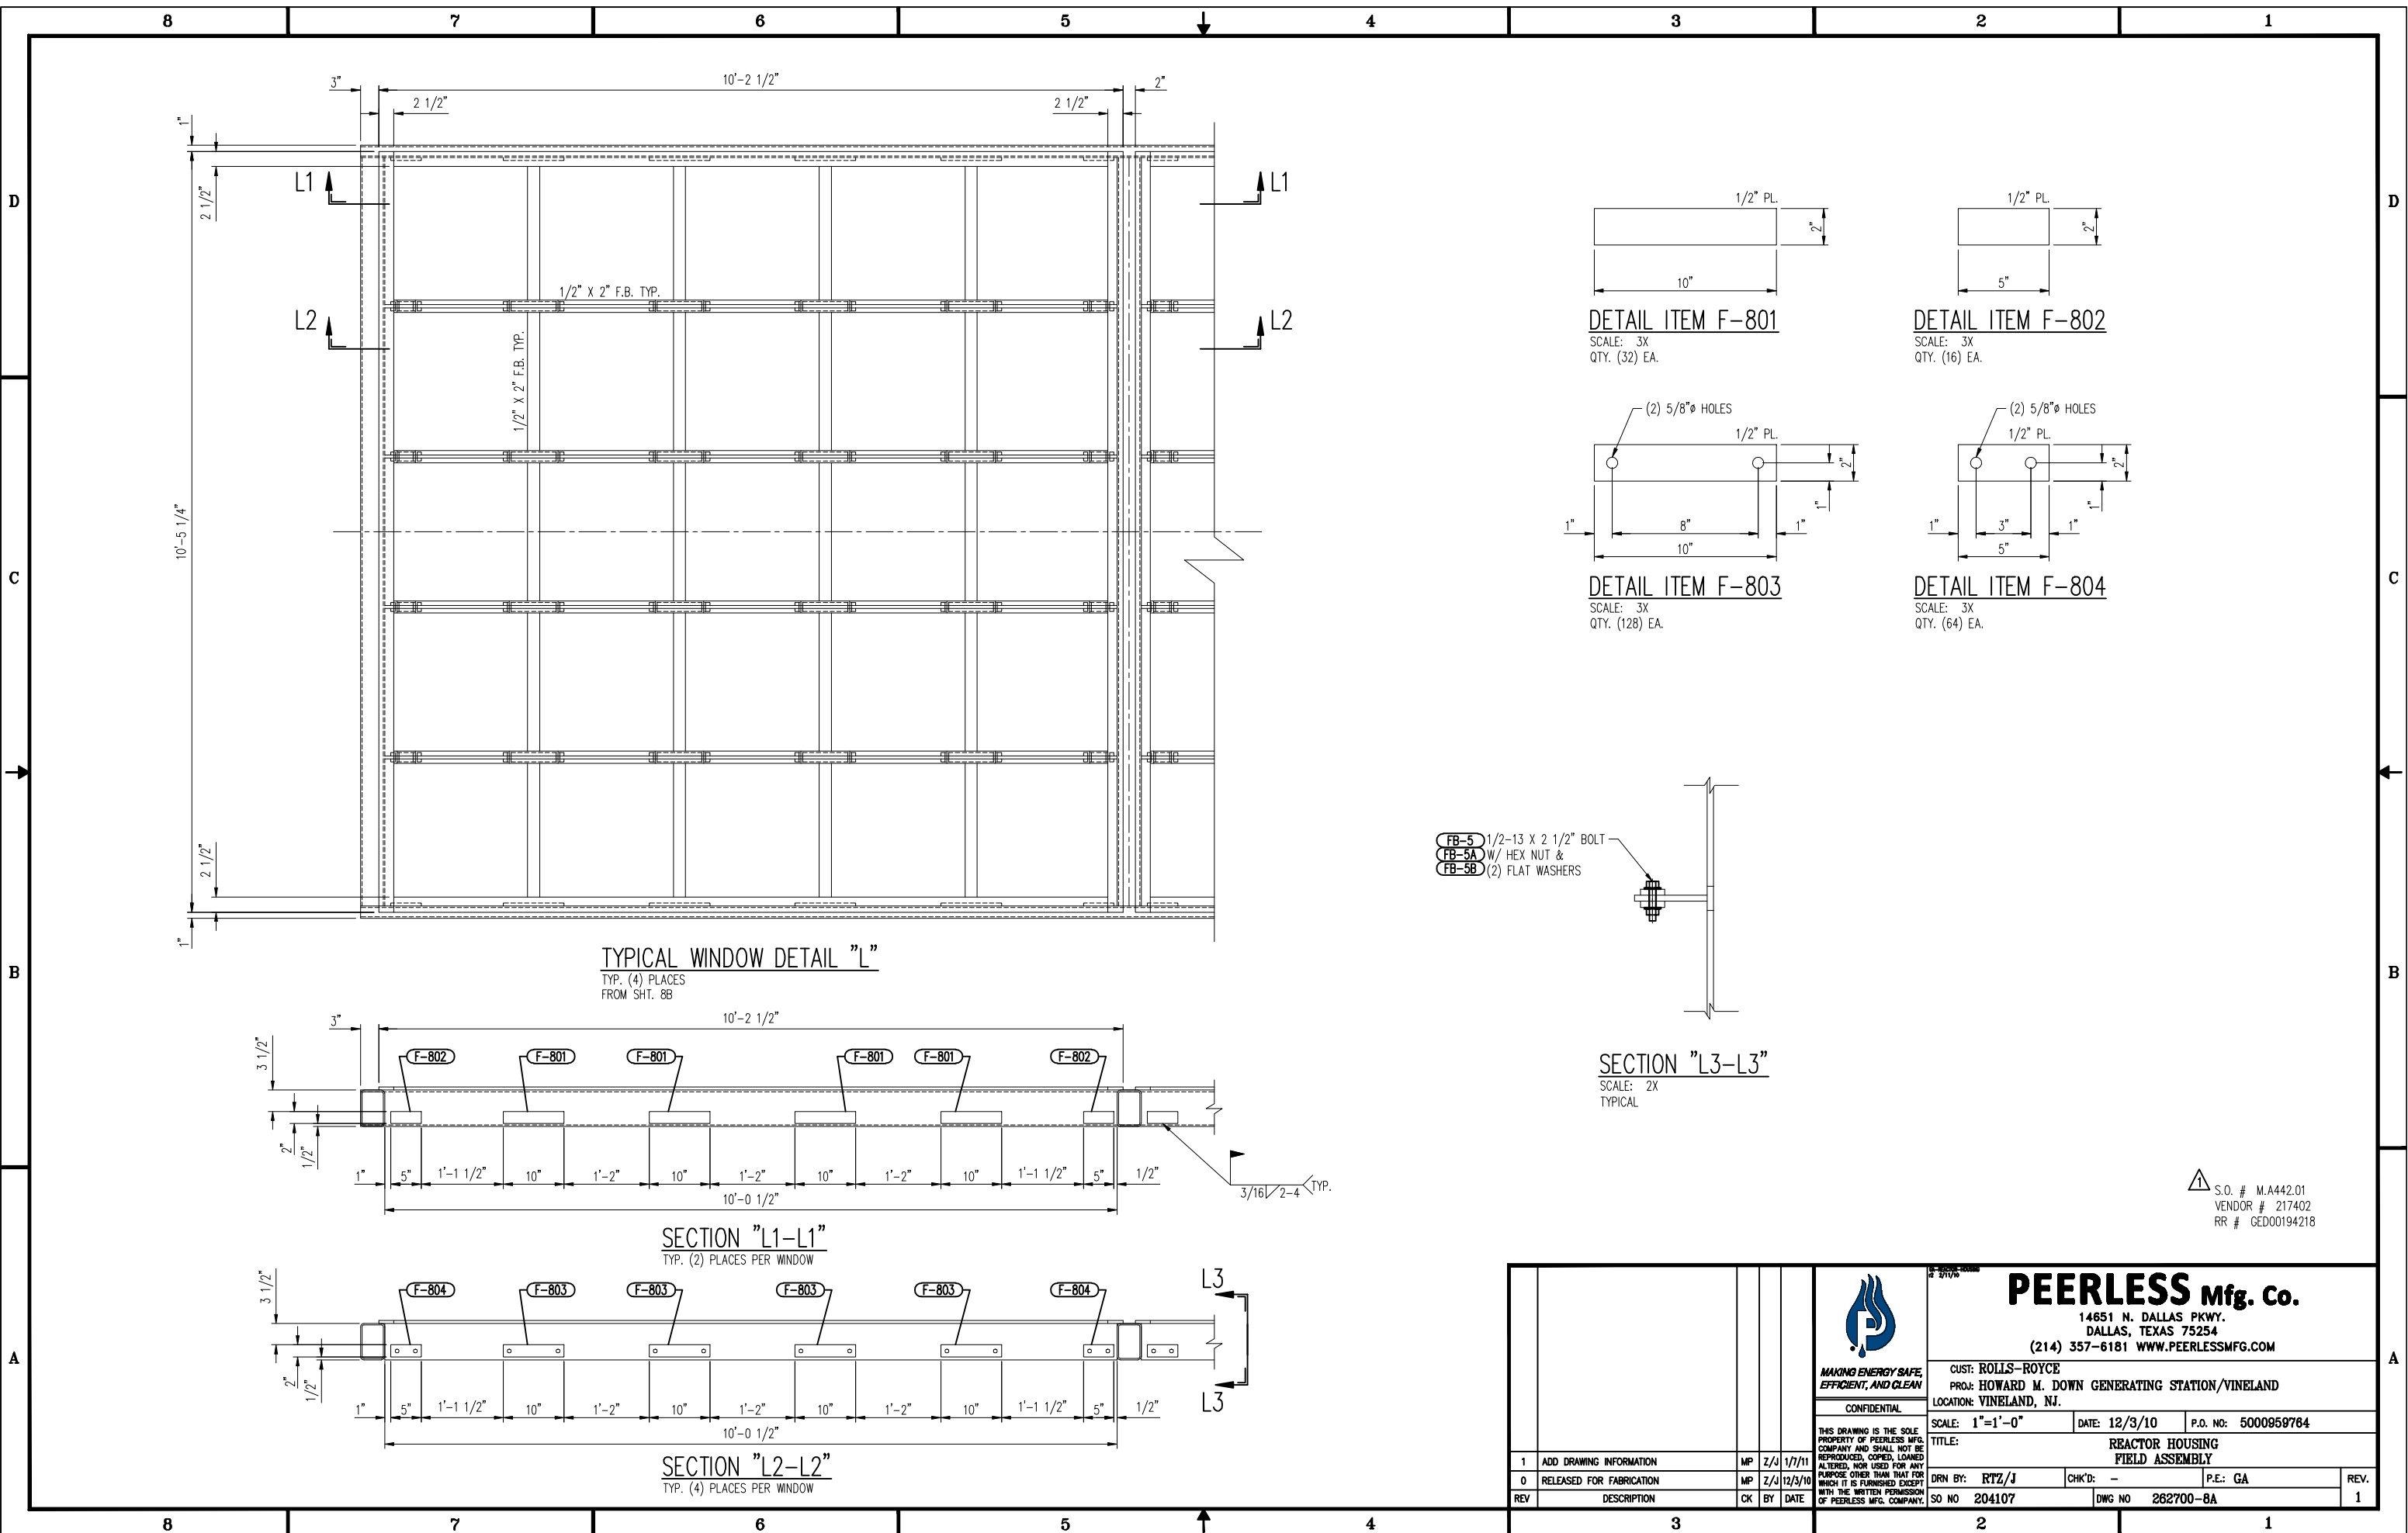 8 7 6 5 4 3 2 1
D
C
B
A
D
C
B
A
3" 10'-2 1/2" 2"
2 1/2" 2 1/2"
1"
2 1/2"
L1 L1
1/2" X 2" F.B. TYP.
L2 L2
1/2" X 2" F.B. TYP.
10'-5 1/4"
2 1/2"
1"
TYPICAL WINDOW DETAIL "L"
TYP. (4) PLACES
FROM SHT. 8B
3" 10'-2 1/2"
3 1/2"
F-802 F-801 F-801 F-801 F-801 F-802
2"
1/2"
1" 5" 1'-1 1/2" 10" 1'-2" 10" 1'-2" 10" 1'-2" 10" 1'-1 1/2" 5" 1/2"
3/16 2-4 TYP.
10'-0 1/2"
SECTION "L1-L1"
TYP. (2) PLACES PER WINDOW
3 1/2"
F-804 F-803 F-803 F-803 F-803 F-804
L3
2"
1/2"
L3
1" 5" 1'-1 1/2" 10" 1'-2" 10" 1'-2" 10" 1'-2" 10" 1'-1 1/2" 5" 1/2"
10'-0 1/2"
SECTION "L2-L2"
TYP. (4) PLACES PER WINDOW
1/2" PL.
2"
10"
DETAIL ITEM F-801
SCALE: 3X
QTY. (32) EA.
1/2" PL.
2"
5"
DETAIL ITEM F-802
SCALE: 3X
QTY. (16) EA.
(2) 5/8"ø HOLES
1/2" PL.
2"
1"
1" 8" 1"
10"
DETAIL ITEM F-803
SCALE: 3X
QTY. (128) EA.
(2) 5/8"ø HOLES
1/2" PL.
2"
1"
1" 3" 1"
5"
DETAIL ITEM F-804
SCALE: 3X
QTY. (64) EA.
FB-5 1/2-13 X 2 1/2" BOLT
FB-5A W/ HEX NUT &
FB-5B (2) FLAT WASHERS
SECTION "L3-L3"
SCALE: 2X
TYPICAL
1
S.O. # M.A442.01
VENDOR # 217402
RR # GED00194218
1 ADD DRAWING INFORMATION MP Z/J 1/7/11
0 RELEASED FOR FABRICATION MP Z/J 12/3/10
REV DESCRIPTION CK BY DATE
MAKING ENERGY SAFE,
EFFICIENT, AND CLEAN
CONFIDENTIAL
THIS DRAWING IS THE SOLE
PROPERTY OF PEERLESS MFG.
COMPANY AND SHALL NOT BE
REPRODUCED, COPIED, LOANED
ALTERED, NOR USED FOR ANY
PURPOSE OTHER THAN THAT FOR
WHICH IT IS FURNISHED EXCEPT
WITH THE WRITTEN PERMISSION
OF PEERLESS MFG. COMPANY.
PEERLESS Mfg. Co.
14651 N. DALLAS PKWY.
DALLAS, TEXAS 75254
(214) 357-6181 WWW.PEERLESSMFG.COM
CUST: ROLLS-ROYCE
PROJ: HOWARD M. DOWN GENERATING STATION/VINELAND
LOCATION: VINELAND, NJ.
SCALE: 1"=1'-0" DATE: 12/3/10 P.O. NO: 5000959764
TITLE: REACTOR HOUSING
FIELD ASSEMBLY
DRN BY: RTZ/J CHK'D: - P.E.: GA REV.
SO NO 204107 DWG NO 262700-8A 1
8 7 6 5 4 3 2 1